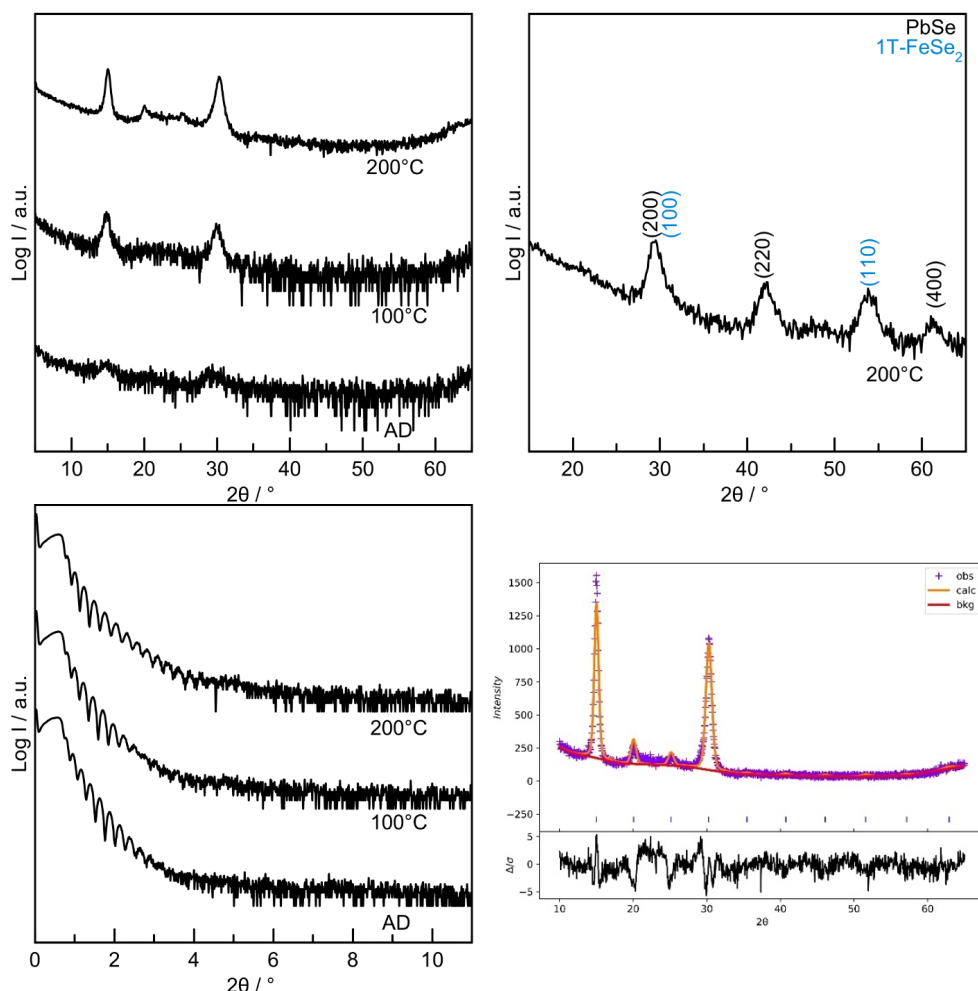 Log I / a.u.
200°C
100°C
AD
10 20 30 40 50 60
2θ / °
PbSe
1T-FeSe₂
Log I / a.u.
(200)
(100)
(220)
(110)
(400)
200°C
20 30 40 50 60
2θ / °
Log I / a.u.
200°C
100°C
AD
0 2 4 6 8 10
2θ / °
obs
calc
bkg
Intensity
1500
1250
1000
750
500
250
0
−250
ΔI/σ
5
0
−5
10 20 30 40 50 60
2θ